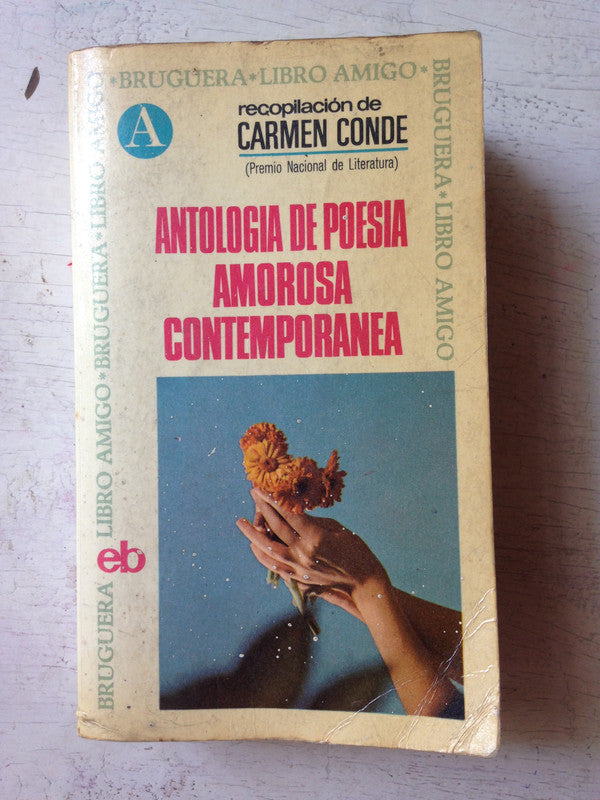 *BRUGUERA*LIBRO AMIGO*
BRUGUERA*LIBRO AMIGO
BRUGUERA LIBRO AMIGO*BRUGUERA*LIBRO AMIGO
A
recopilación de
CARMEN CONDE
(Premio Nacional de Literatura)
ANTOLOGIA DE POESIA
AMOROSA
CONTEMPORANEA
eb